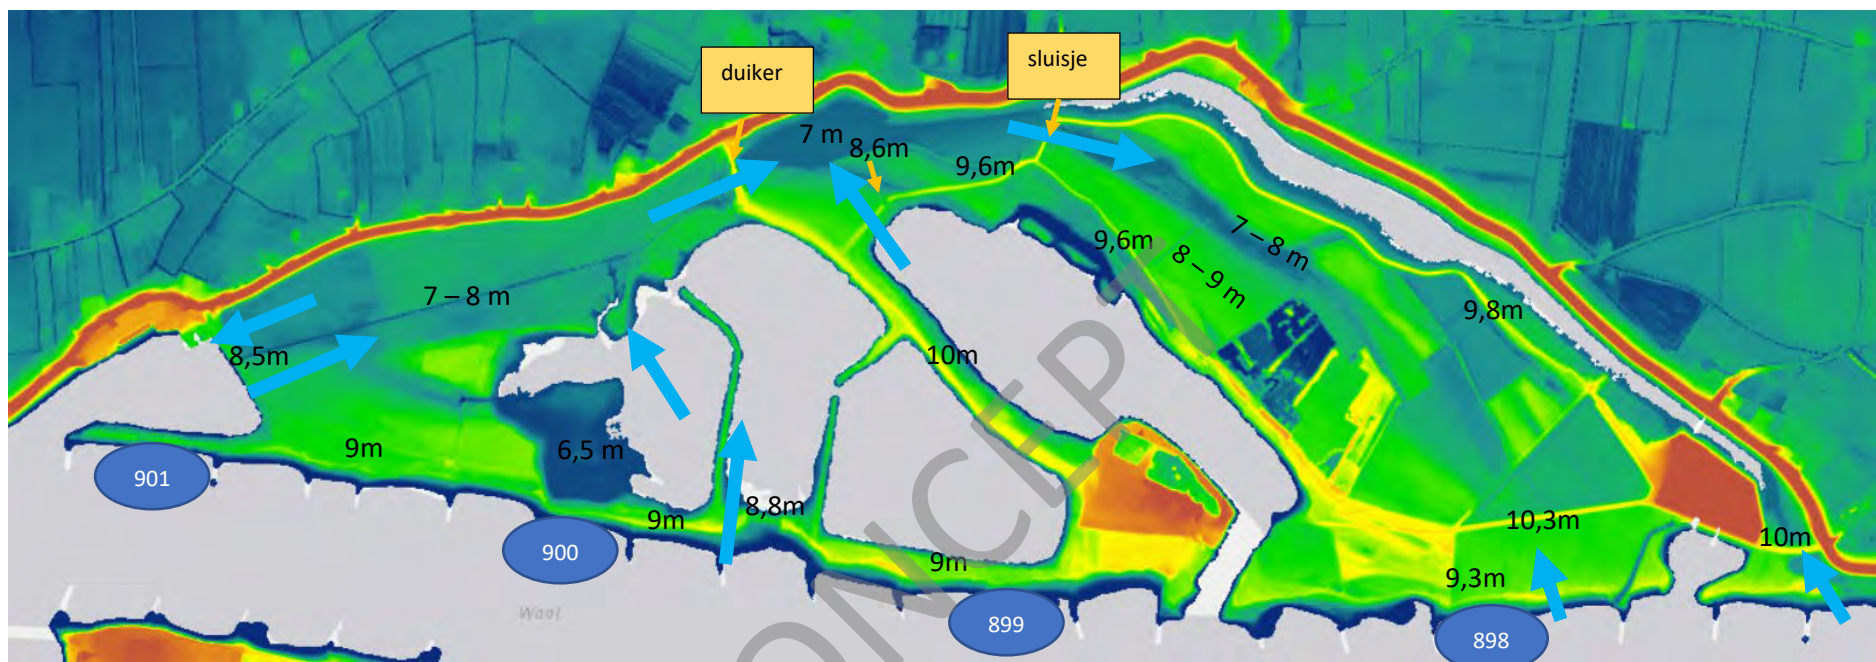 duiker
sluisje
7 m
8,6m
9,6m
9,6m
7 – 8 m
8 – 9 m
7 – 8 m
9,8m
8,5m
10m
9m
6,5 m
901
9m
8,8m
10,3m
10m
900
9m
9,3m
Waal
899
898
ONCEPT